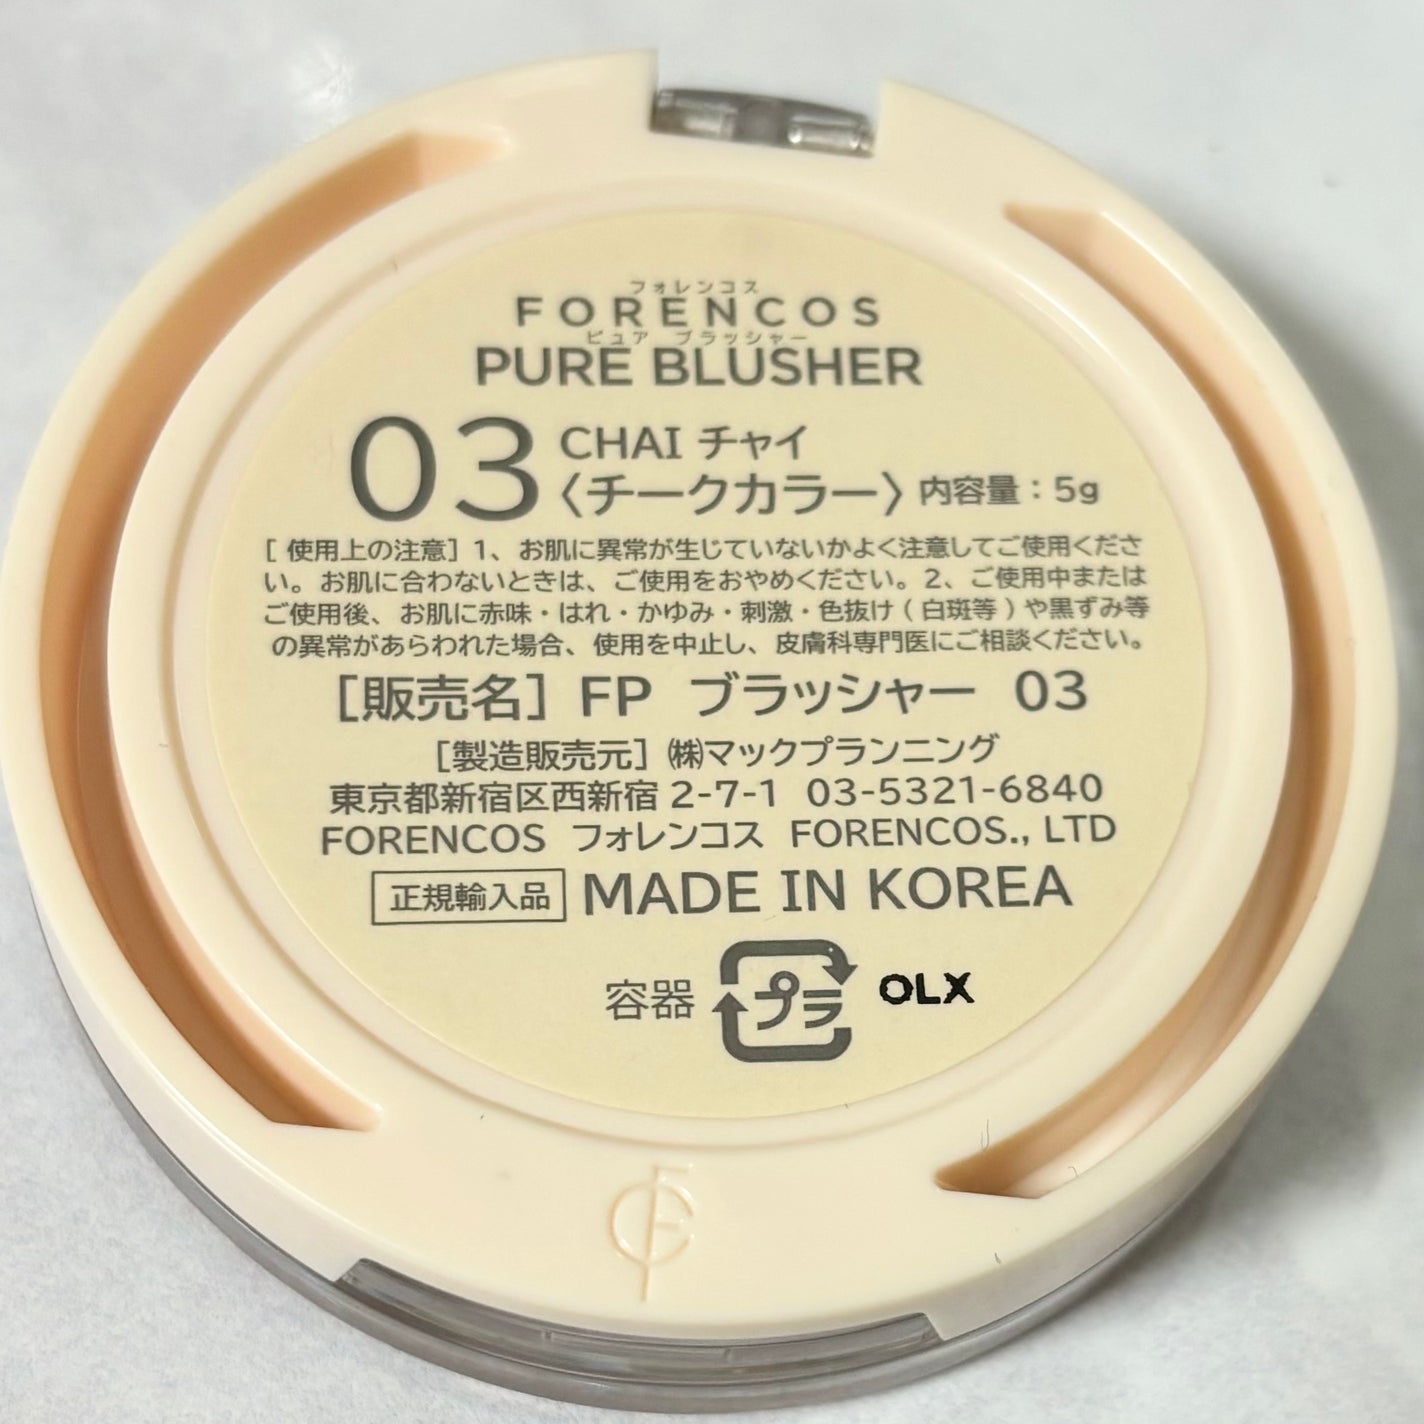 フォレンコス
FORENCOS
ピュア ブラッシャー
PURE BLUSHER
03 CHAI チャイ
〈チークカラー〉内容量：5g
[ 使用上の注意] 1、お肌に異常が生じていないかよく注意してご使用くださ
い。お肌に合わないときは、ご使用をおやめください。2、ご使用中または
ご使用後、お肌に赤味・はれ・かゆみ・刺激・色抜け ( 白斑等 ) や黒ずみ等
の異常があらわれた場合、使用を中止し、皮膚科専門医にご相談ください。
[販売名] FP ブラッシャー 03
[製造販売元] ㈱マックプランニング
東京都新宿区西新宿 2-7-1 03-5321-6840
FORENCOS フォレンコス FORENCOS., LTD
正規輸入品 MADE IN KOREA
容器 プラ OLX